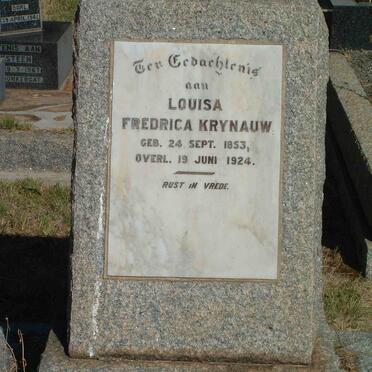 Ter Gedachtenis
aan
LOUISA
FREDRICA KRYNAUW
GEB. 24 SEPT. 1853,
OVERL. 19 JUNI 1924.
RUST IN VREDE.